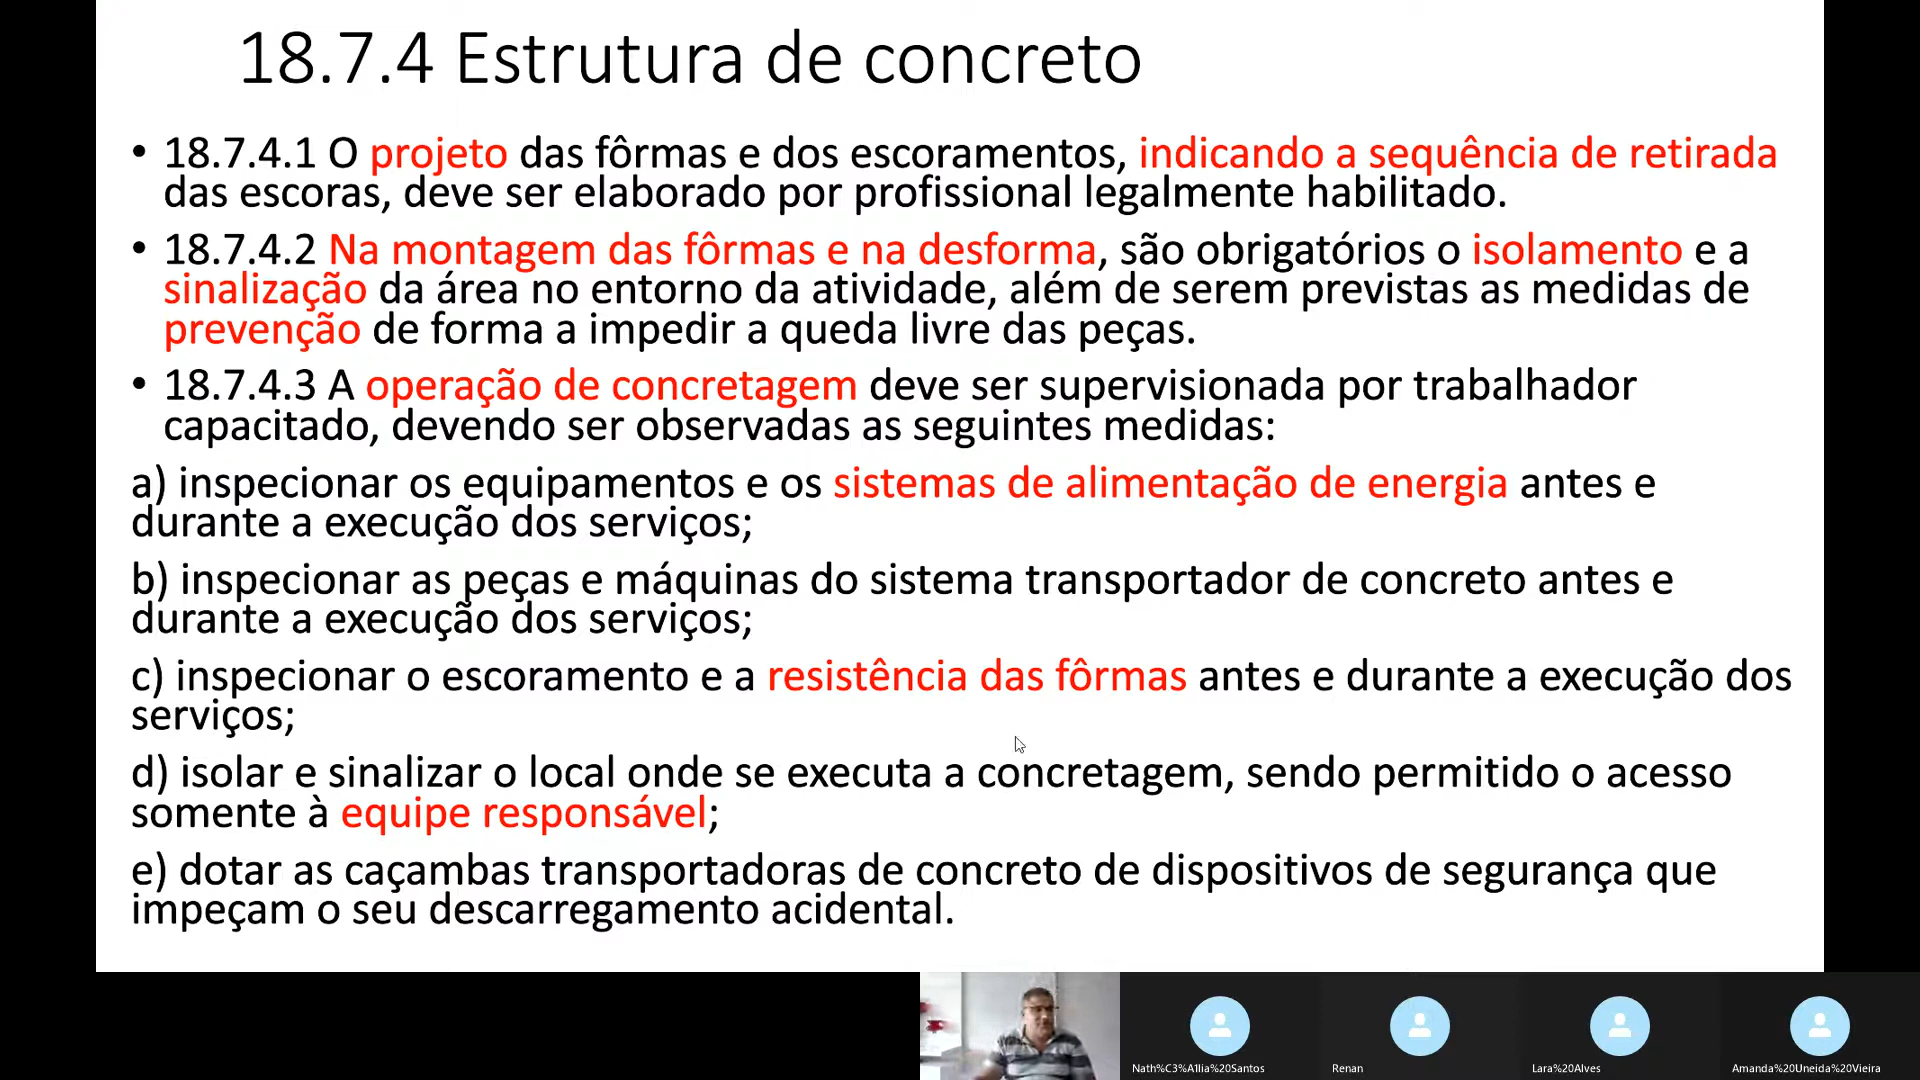 18.7.4 Estrutura de concreto
• 18.7.4.1 O projeto das fôrmas e dos escoramentos, indicando a sequência de retirada
das escoras, deve ser elaborado por profissional legalmente habilitado.
• 18.7.4.2 Na montagem das fôrmas e na desforma, são obrigatórios o isolamento e a
sinalização da área no entorno da atividade, além de serem previstas as medidas de
prevenção de forma a impedir a queda livre das peças.
• 18.7.4.3 A operação de concretagem deve ser supervisionada por trabalhador
capacitado, devendo ser observadas as seguintes medidas:
a) inspecionar os equipamentos e os sistemas de alimentação de energia antes e
durante a execução dos serviços;
b) inspecionar as peças e máquinas do sistema transportador de concreto antes e
durante a execução dos serviços;
c) inspecionar o escoramento e a resistência das fôrmas antes e durante a execução dos
serviços;
d) isolar e sinalizar o local onde se executa a concretagem, sendo permitido o acesso
somente à equipe responsável;
e) dotar as caçambas transportadoras de concreto de dispositivos de segurança que
impeçam o seu descarregamento acidental.
Nath%C3%A1lia%20Santos
Renan
Lara%20Alves
Amanda%20Uneida%20Vieira